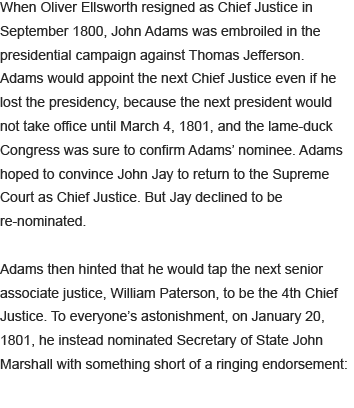 When Oliver Ellsworth resigned as Chief Justice in
September 1800, John Adams was embroiled in the
presidential campaign against Thomas Jefferson.
Adams would appoint the next Chief Justice even if he
lost the presidency, because the next president would
not take office until March 4, 1801, and the lame-duck
Congress was sure to confirm Adams’ nominee. Adams
hoped to convince John Jay to return to the Supreme
Court as Chief Justice. But Jay declined to be
re-nominated.

Adams then hinted that he would tap the next senior
associate justice, William Paterson, to be the 4th Chief
Justice. To everyone’s astonishment, on January 20,
1801, he instead nominated Secretary of State John
Marshall with something short of a ringing endorsement: